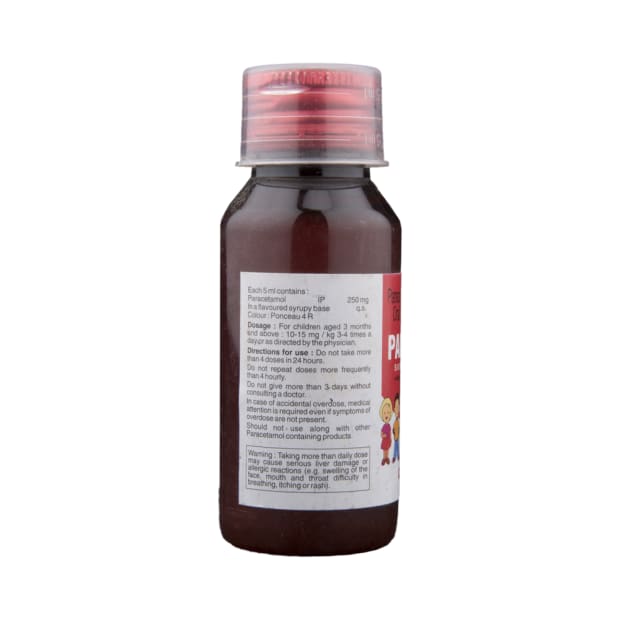 Each 5 ml contains :
Paracetamol IP 250 mg
In a flavoured syrupy base q.s.
Colour : Ponceau 4 R
Dosage : For children aged 3 months
and above : 10-15 mg / kg 3-4 times a
day or as directed by the physician.
Directions for use : Do not take more
than 4 doses in 24 hours.
Do not repeat doses more frequently
than 4 hourly.
Do not give more than 3 days without
consulting a doctor.
In case of accidental overdose, medical
attention is required even if symptoms of
overdose are not present.
Should not use along with other
Paracetamol containing products.
Warning : Taking more than daily dose
may cause serious liver damage or
allergic reactions (e.g. swelling of the
face, mouth and throat difficulty in
breathing, itching or rash).